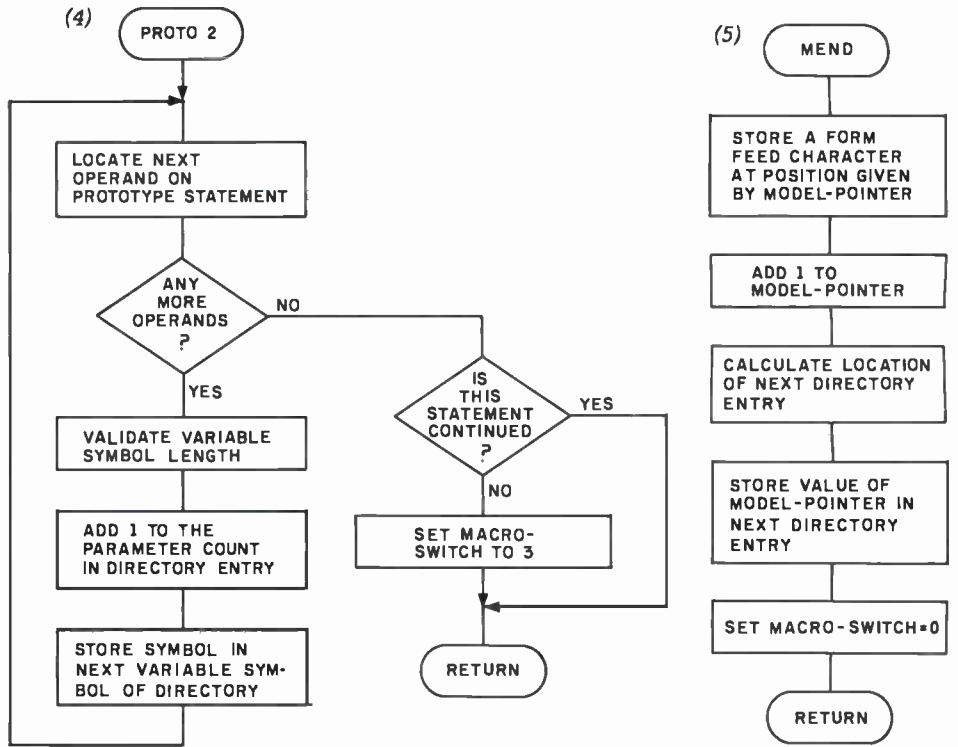 (4)
PROTO 2
LOCATE NEXT
OPERAND ON
PROTOTYPE STATEMENT
ANY
MORE
OPERANDS
?
NO
YES
VALIDATE VARIABLE
SYMBOL LENGTH
ADD 1 TO THE
PARAMETER COUNT
IN DIRECTORY ENTRY
STORE SYMBOL IN
NEXT VARIABLE SYM-
BOL OF DIRECTORY
IS
THIS
STATEMENT
CONTINUED
?
YES
NO
SET MACRO-
SWITCH TO 3
RETURN
(5)
MEND
STORE A FORM
FEED CHARACTER
AT POSITION GIVEN
BY MODEL-POINTER
ADD 1 TO
MODEL-POINTER
CALCULATE LOCATION
OF NEXT DIRECTORY
ENTRY
STORE VALUE OF
MODEL-POINTER IN
NEXT DIRECTORY
ENTRY
SET MACRO-SWITCH=0
RETURN